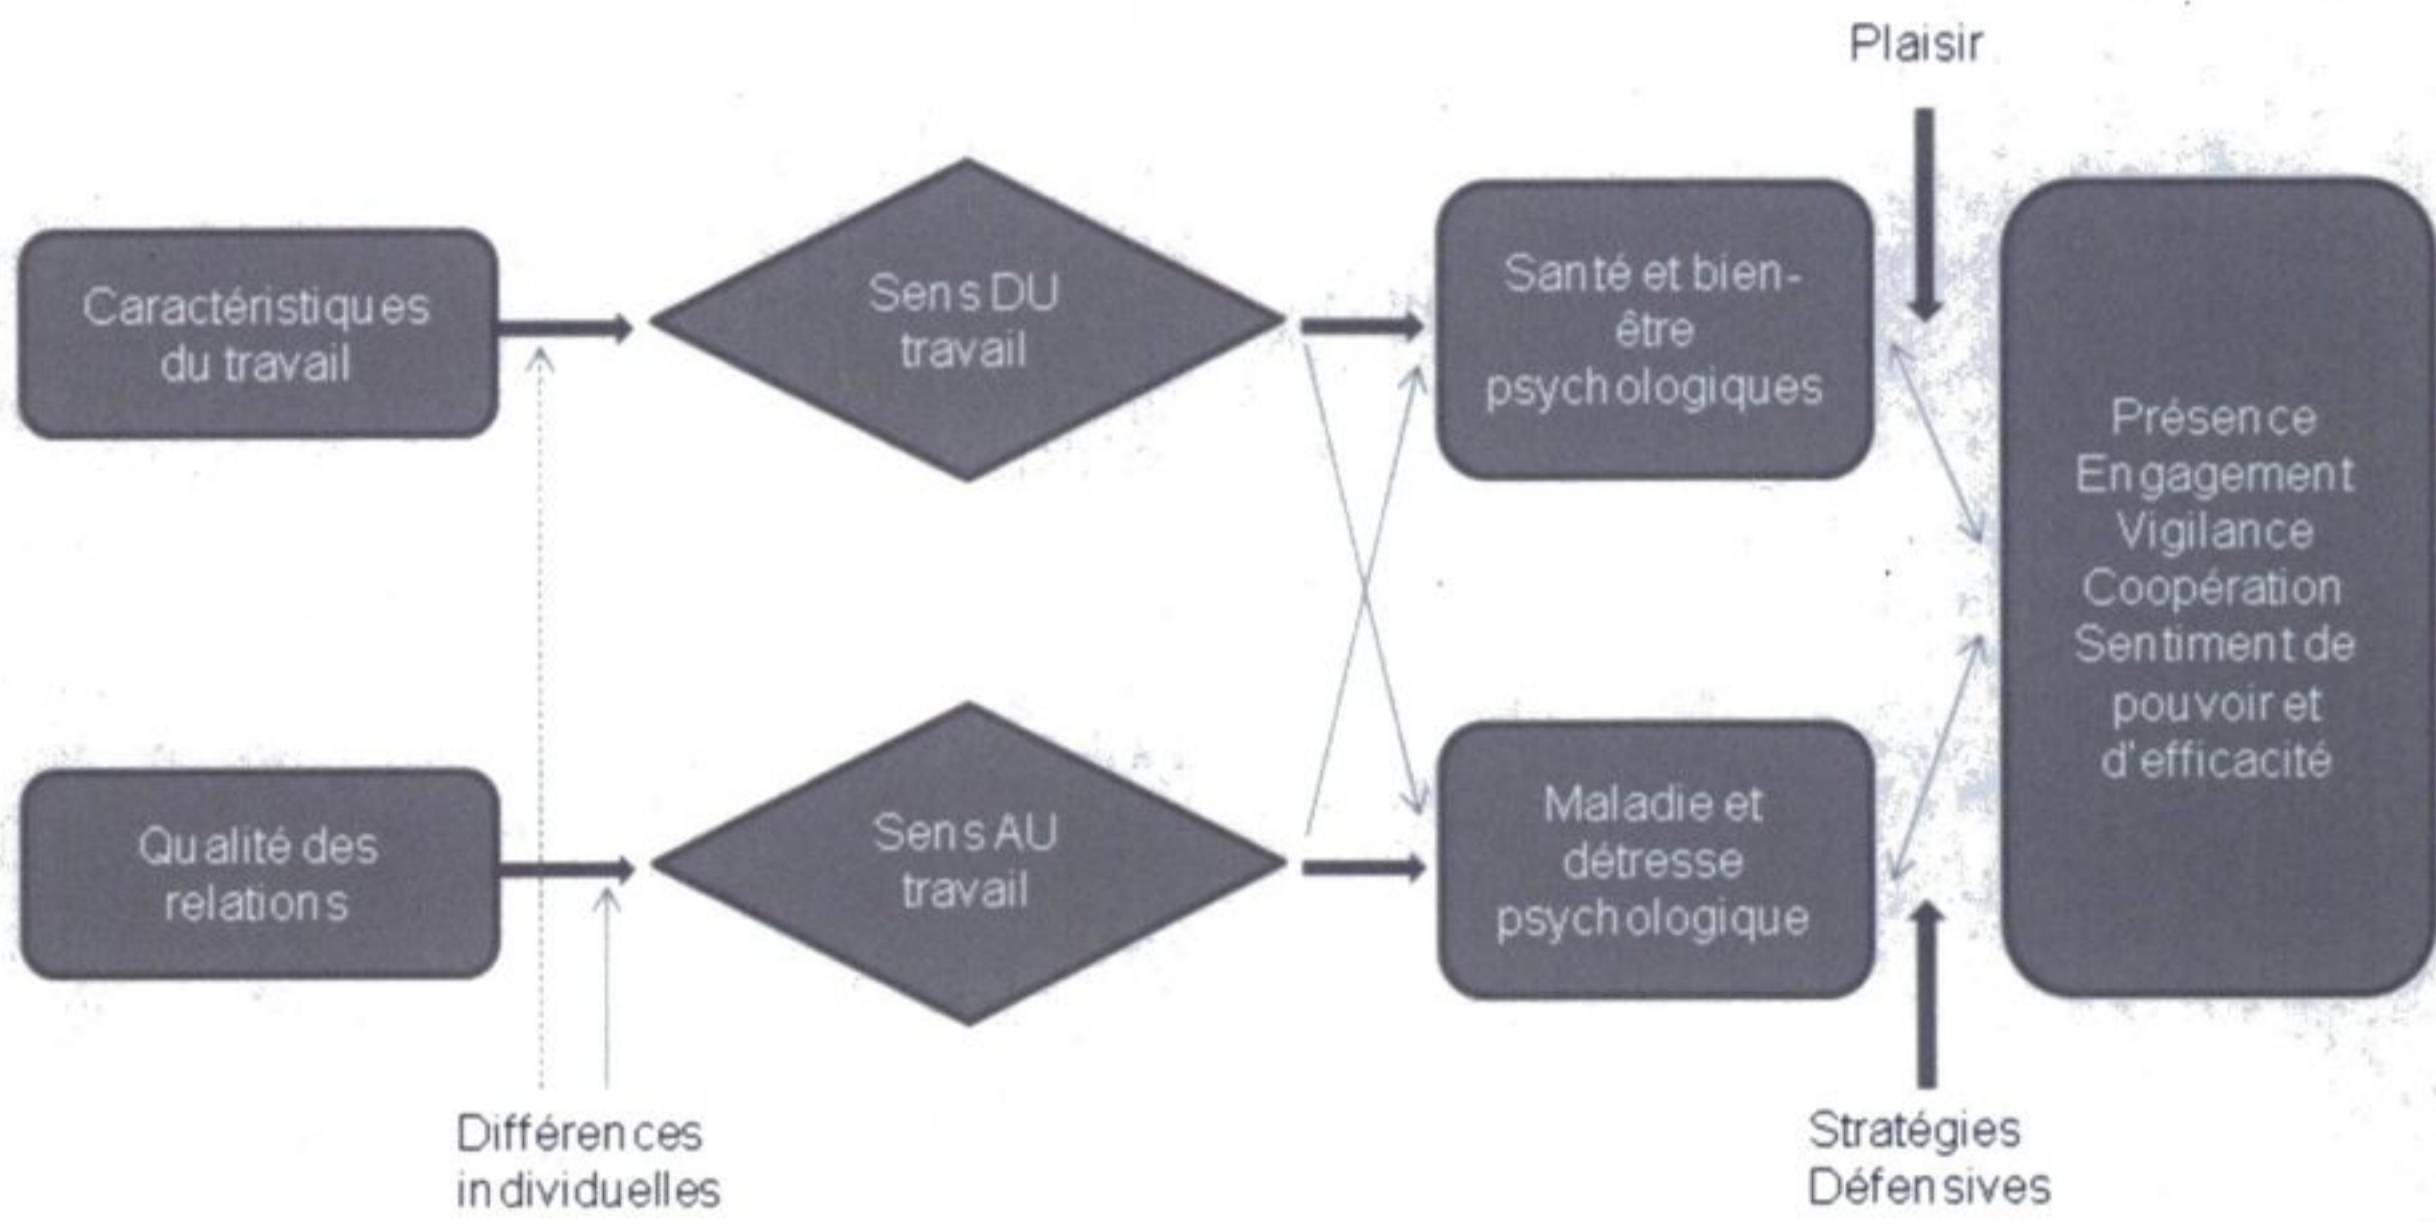 Plaisir
Caractéristiques
du travail
Sens DU
travail
Santé et bien-
être
psychologiques
Présence
Engagement
Vigilance
Coopération
Sentiment de
pouvoir et
d'efficacité
Qualité des
relations
Sens AU
travail
Maladie et
détresse
psychologique
Différences
individuelles
Stratégies
Défensives